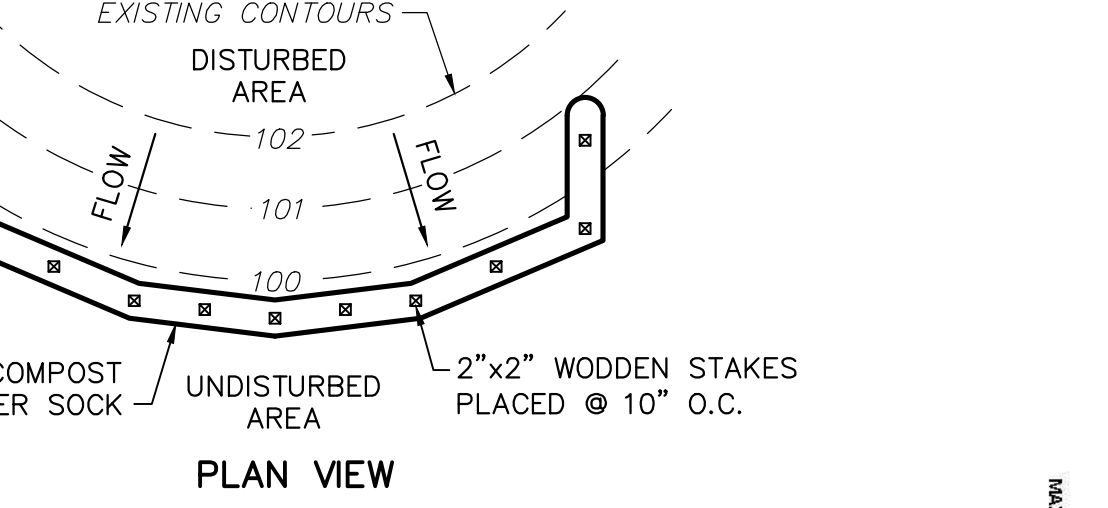 EXISTING CONTOURS
DISTURBED
AREA
102
FLOW
FLOW
101
100
COMPOST
ER SOCK
UNDISTURBED
AREA
2”x2” WODDEN STAKES
PLACED @ 10” O.C.
PLAN VIEW